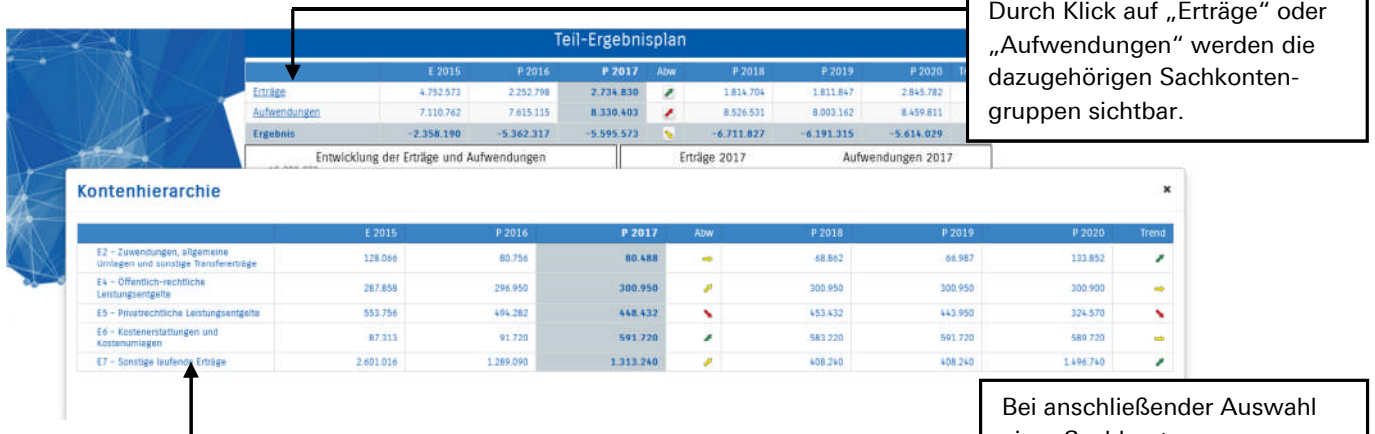 Durch Klick auf „Erträge“ oder
„Aufwendungen“ werden die
dazugehörigen Sachkonten-
gruppen sichtbar.
Teil-Ergebnisplan
E 2015 P 2016 P 2017 Abw P 2018 P 2019 P 2020
Erträge 4.752.573 2.252.798 2.734.830 1.814.704 1.811.847 2.845.782
Aufwendungen 7.110.762 7.615.115 8.330.403 8.526.531 8.003.162 8.459.811
Ergebnis -2.358.190 -5.362.317 -5.595.573 -6.711.827 -6.191.315 -5.614.029
Entwicklung der Erträge und Aufwendungen Erträge 2017 Aufwendungen 2017
Kontenhierarchie
E 2015 P 2016 P 2017 Abw P 2018 P 2019 P 2020 Trend
E2 - Zuwendungen, allgemeine
Umlagen und sonstige Transfererträge 128.066 80.756 80.488 68.862 66.987 133.852
E4 - Öffentlich-rechtliche
Leistungsentgelte 287.858 296.950 300.950 300.950 300.950 300.900
E5 - Privatrechtliche Leistungsentgelte 553.756 494.282 448.432 453.432 443.950 324.570
E6 - Kostenerstattungen und
Kostenumlagen 87.313 91.720 591.720 583.220 591.720 589.720
E7 - Sonstige laufende Erträge 2.601.016 1.289.090 1.313.240 408.240 408.240 1.496.740
Bei anschließender Auswahl